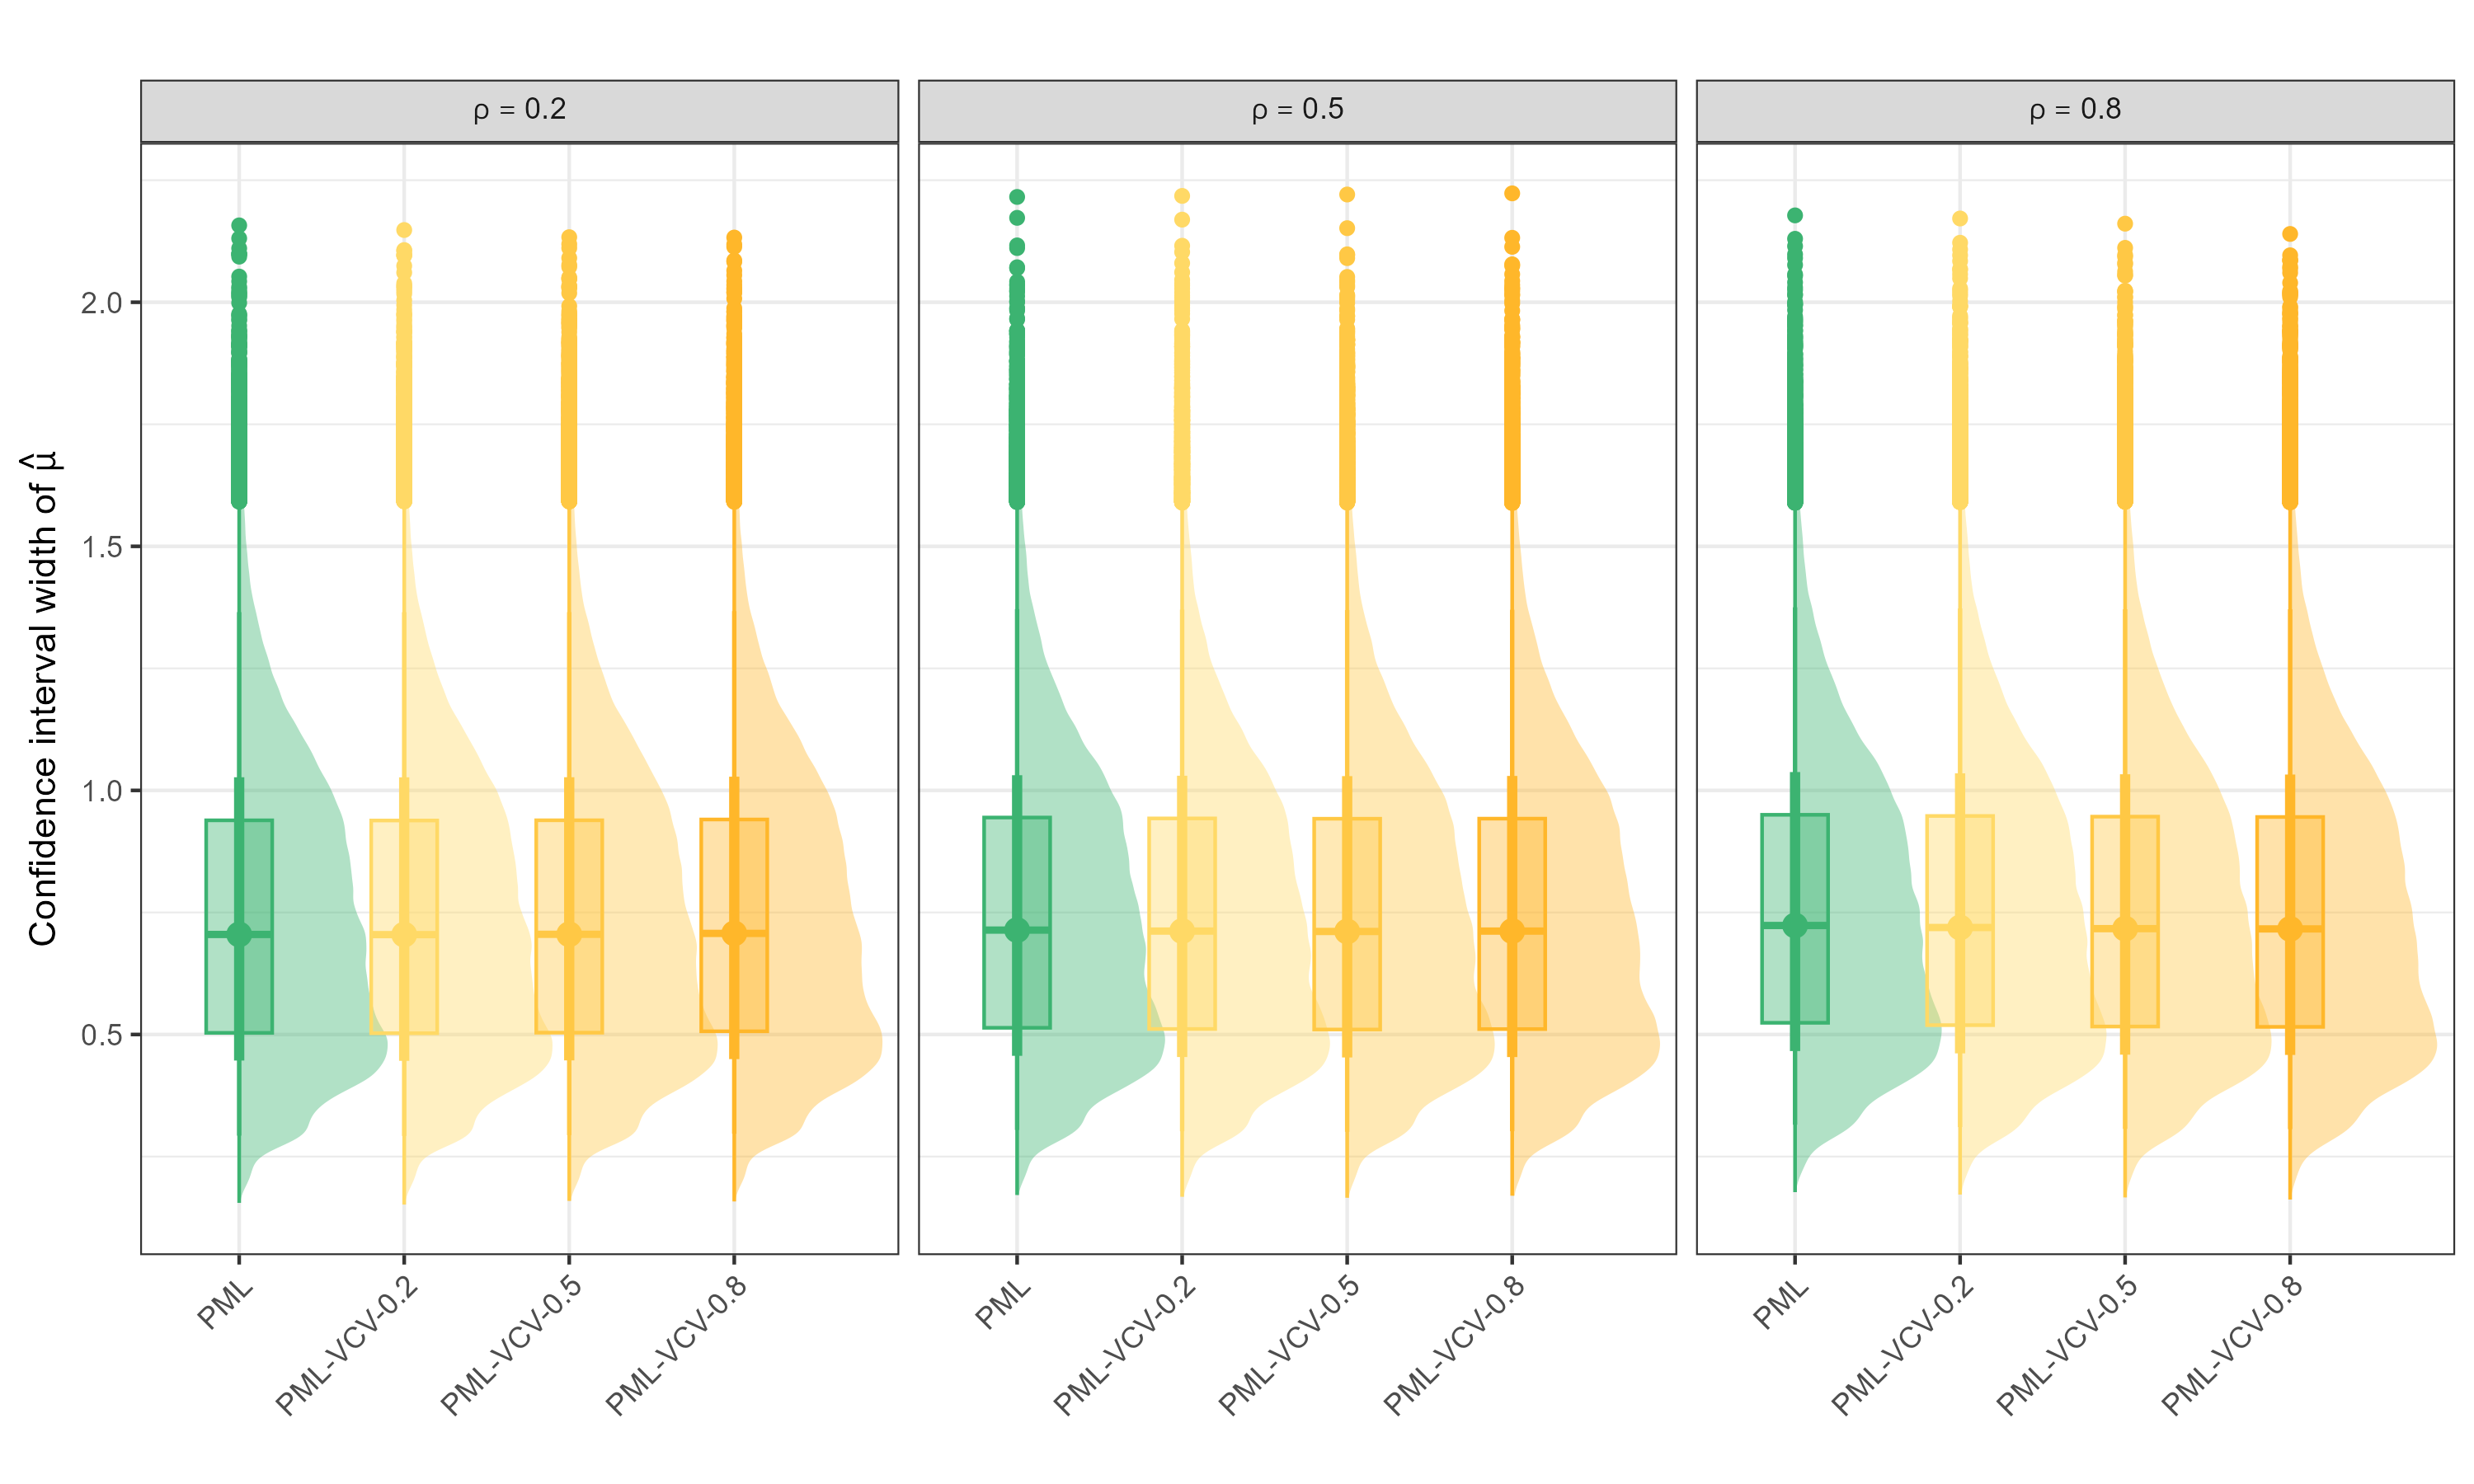 ρ = 0.2
ρ = 0.5
ρ = 0.8
Confidence interval width of μ̂
2.0
1.5
1.0
0.5
PML
PML-VCV-0.2
PML-VCV-0.5
PML-VCV-0.8
PML
PML-VCV-0.2
PML-VCV-0.5
PML-VCV-0.8
PML
PML-VCV-0.2
PML-VCV-0.5
PML-VCV-0.8